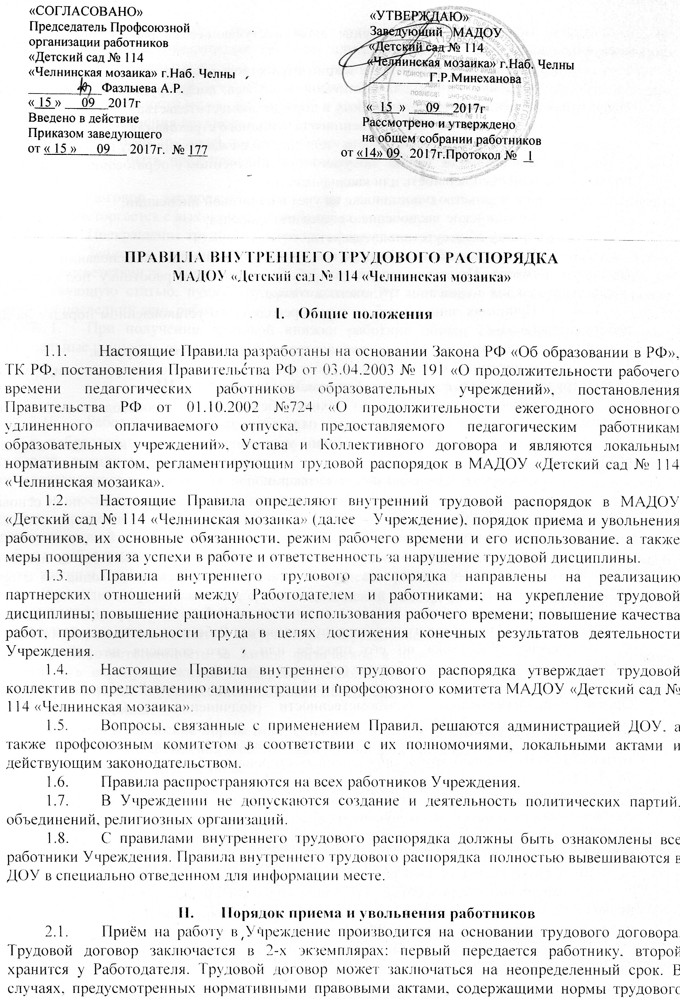 «СОГЛАСОВАНО»
Председатель Профсоюзной
организации работников
«Детский сад № 114
«Челнинская мозаика» г.Наб. Челны
Фазлыева А.Р.
« 15 » 09 2017г
Введено в действие
Приказом заведующего
от « 15 » 09 2017г. № 177
«УТВЕРЖДАЮ»
Заведующий МАДОУ
«Детский сад № 114
«Челнинская мозаика» г.Наб. Челны
Г.Р.Минеханова
« 15 » 09 2017г
Рассмотрено и утверждено
на общем собрании работников
от «14» 09. 2017г.Протокол № 1
ПРАВИЛА ВНУТРЕННЕГО ТРУДОВОГО РАСПОРЯДКА
МАДОУ «Детский сад № 114 «Челнинская мозаика»
I. Общие положения
1.1. Настоящие Правила разработаны на основании Закона РФ «Об образовании в РФ»,
ТК РФ, постановления Правительства РФ от 03.04.2003 № 191 «О продолжительности рабочего
времени педагогических работников образовательных учреждений», постановления
Правительства РФ от 01.10.2002 №724 «О продолжительности ежегодного основного
удлиненного оплачиваемого отпуска, предоставляемого педагогическим работникам
образовательных учреждений», Устава и Коллективного договора и являются локальным
нормативным актом, регламентирующим трудовой распорядок в МАДОУ «Детский сад № 114
«Челнинская мозаика».
1.2. Настоящие Правила определяют внутренний трудовой распорядок в МАДОУ
«Детский сад № 114 «Челнинская мозаика» (далее – Учреждение), порядок приема и увольнения
работников, их основные обязанности, режим рабочего времени и его использование, а также
меры поощрения за успехи в работе и ответственность за нарушение трудовой дисциплины.
1.3. Правила внутреннего трудового распорядка направлены на реализацию
партнерских отношений между Работодателем и работниками; на укрепление трудовой
дисциплины; повышение рациональности использования рабочего времени; повышение качества
работ, производительности труда в целях достижения конечных результатов деятельности
Учреждения.
1.4. Настоящие Правила внутреннего трудового распорядка утверждает трудовой
коллектив по представлению администрации и профсоюзного комитета МАДОУ «Детский сад №
114 «Челнинская мозаика».
1.5. Вопросы, связанные с применением Правил, решаются администрацией ДОУ, а
также профсоюзным комитетом в соответствии с их полномочиями, локальными актами и
действующим законодательством.
1.6. Правила распространяются на всех работников Учреждения.
1.7. В Учреждении не допускаются создание и деятельность политических партий,
объединений, религиозных организаций.
1.8. С правилами внутреннего трудового распорядка должны быть ознакомлены все
работники Учреждения. Правила внутреннего трудового распорядка полностью вывешиваются в
ДОУ в специально отведенном для информации месте.
II. Порядок приема и увольнения работников
2.1. Приём на работу в Учреждение производится на основании трудового договора.
Трудовой договор заключается в 2-х экземплярах: первый передается работнику, второй
хранится у Работодателя. Трудовой договор может заключаться на неопределенный срок. В
случаях, предусмотренных нормативными правовыми актами, содержащими нормы трудового